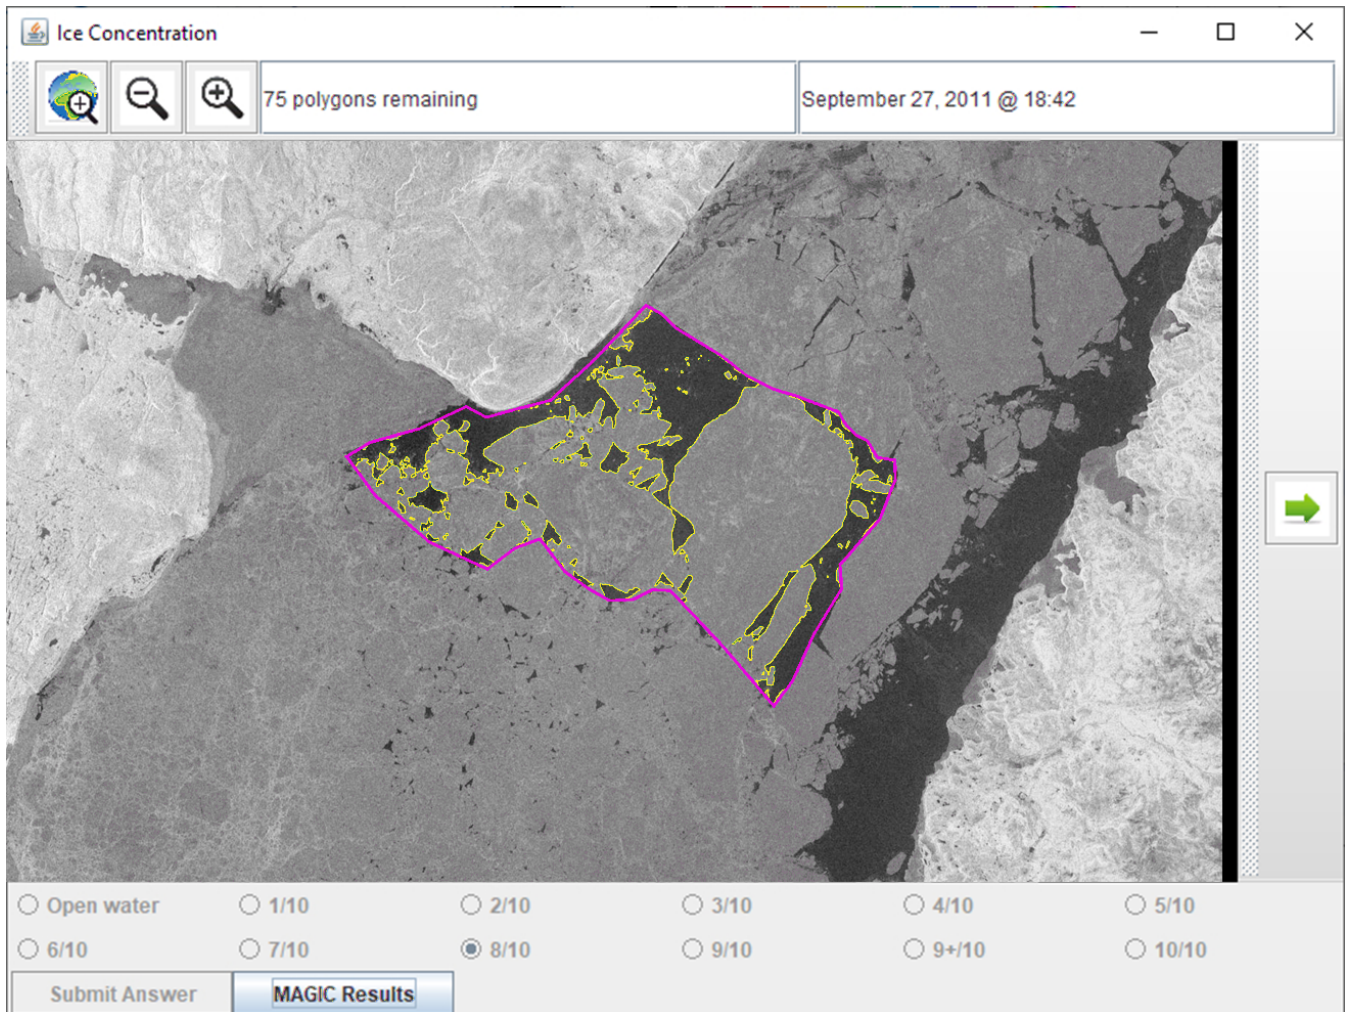 Ice Concentration
75 polygons remaining
September 27, 2011 @ 18:42
Open water 1/10 2/10 3/10 4/10 5/10
6/10 7/10 8/10 9/10 9+/10 10/10
Submit Answer MAGIC Results